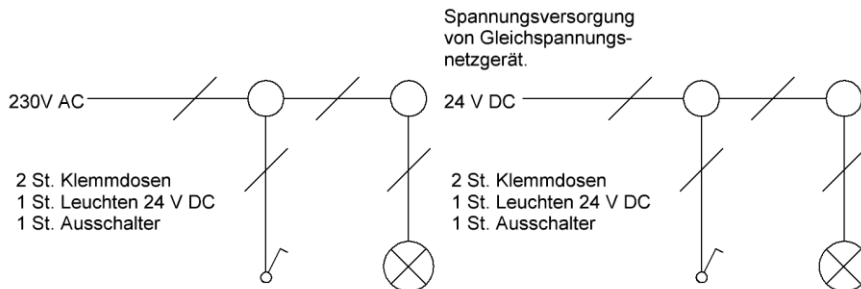 230V AC
2 St. Klemmdosen
1 St. Leuchten 24 V DC
1 St. Ausschalter
Spannungsversorgung
von Gleichspannungs-
netzgerät.
24 V DC
2 St. Klemmdosen
1 St. Leuchten 24 V DC
1 St. Ausschalter